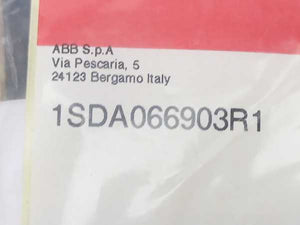 ABB S.p.A
Via Pescaria, 5
24123 Bergamo Italy
1SDA066903R1